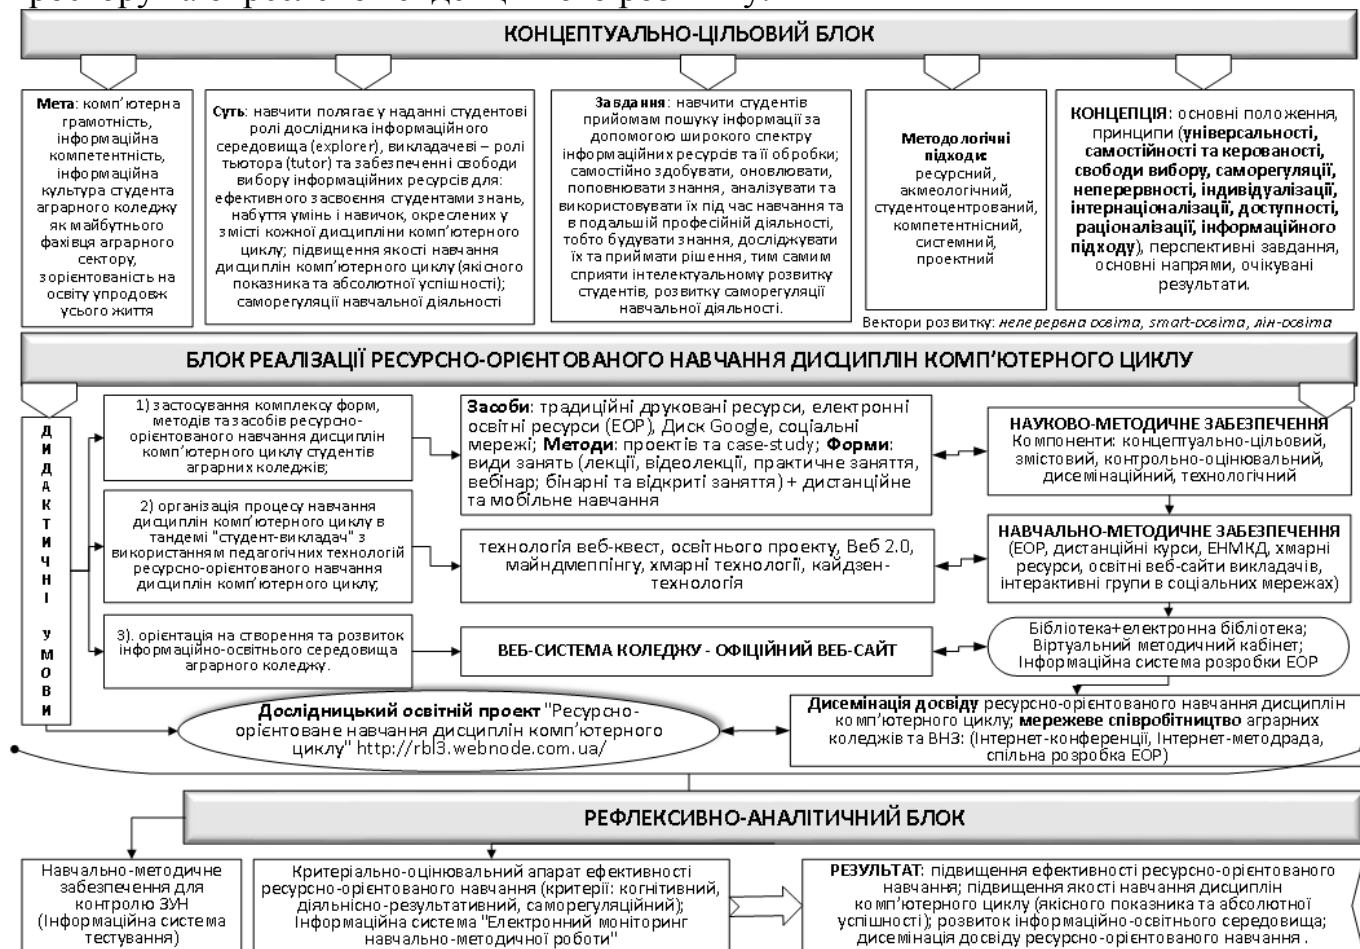 КОНЦЕПТУАЛЬНО-ЦІЛЬОВИЙ БЛОК
Мета: комп'ютерна
грамотність,
інформаційна
компетентність,
інформаційна
культура студента
аграрного коледжу
як майбутнього
фахівця аграрного
сектору,
зорієнтованість на
освіту упродовж
усього життя
Суть: навчити полягає у наданні студентові
ролі дослідника інформаційного
середовища (explorer), викладачеві – ролі
тьютора (tutor) та забезпеченні свободи
вибору інформаційних ресурсів для:
ефективного засвоєння студентами знань,
набуття умінь і навичок, окреслених у
змісті кожної дисципліни комп'ютерного
циклу; підвищення якості навчання
дисциплін комп'ютерного циклу (якісного
показника та абсолютної успішності);
саморегуляції навчальної діяльності
Завдання: навчити студентів
прийомам пошуку інформації за
допомогою широкого спектру
інформаційних ресурсів та її обробки;
самостійно здобувати, оновлювати,
поповнювати знання, аналізувати та
використовувати їх під час навчання та
в подальшій професійній діяльності,
тобто будувати знання, досліджувати
їх та приймати рішення, тим самим
сприяти інтелектуальному розвитку
студентів, розвитку саморегуляції
навчальної діяльності.
Методологічні
підходи:
ресурсний,
акмеологічний,
студентоцентрований,
компетентнісний,
системний,
проектний
КОНЦЕПЦІЯ: основні положення,
принципи (універсальності,
самостійності та керованості,
свободи вибору, саморегуляції,
неперервності, індивідуалізації,
інтернаціоналізації, доступності,
раціоналізації, інформаційного
підходу), перспективні завдання,
основні напрями, очікувані
результати.
Вектори розвитку: неперервна освіта, smart-освіта, лін-освіта
БЛОК РЕАЛІЗАЦІЇ РЕСУРСНО-ОРІЄНТОВАНОГО НАВЧАННЯ ДИСЦИПЛІН КОМП'ЮТЕРНОГО ЦИКЛУ
ДИДАКТИЧНІ УМОВИ
1) застосування комплексу форм,
методів та засобів ресурсно-
орієнтованого навчання дисциплін
комп'ютерного циклу студентів
аграрних коледжів;
Засоби: традиційні друковані ресурси, електронні
освітні ресурси (ЕОР), Диск Google, соціальні
мережі; Методи: проектів та case-study; Форми:
види занять (лекції, відеолекції, практичне заняття,
вебінар; бінарні та відкриті заняття) + дистанційне
та мобільне навчання
НАУКОВО-МЕТОДИЧНЕ ЗАБЕЗПЕЧЕННЯ
Компоненти: концептуально-цільовий,
змістовий, контрольно-оцінювальний,
дисемінаційний, технологічний
2) організація процесу навчання
дисциплін комп'ютерного циклу в
тандемі "студент-викладач" з
використанням педагогічних технологій
ресурсно-орієнтованого навчання
дисциплін комп'ютерного циклу;
технологія веб-квест, освітнього проекту, Веб 2.0,
майндмеппінгу, хмарні технології, кайдзен-
технологія
НАВЧАЛЬНО-МЕТОДИЧНЕ ЗАБЕЗПЕЧЕННЯ
(ЕОР, дистанційні курси, ЕНМКД, хмарні
ресурси, освітні веб-сайти викладачів,
інтерактивні групи в соціальних мережах)
3). орієнтація на створення та розвиток
інформаційно-освітнього середовища
аграрного коледжу.
ВЕБ-СИСТЕМА КОЛЕДЖУ - ОФІЦІЙНИЙ ВЕБ-САЙТ
Бібліотека+електронна бібліотека;
Віртуальний методичний кабінет;
Інформаційна система розробки ЕОР
Дослідницький освітній проект "Ресурсно-
орієнтоване навчання дисциплін комп'ютерного
циклу" http://rbl3.webnode.com.ua/
Дисемінація досвіду ресурсно-орієнтованого навчання дисциплін
комп'ютерного циклу; мережеве співробітництво аграрних
коледжів та ВНЗ: (Інтернет-конференції, Інтернет-методрада,
спільна розробка ЕОР)
РЕФЛЕКСИВНО-АНАЛІТИЧНИЙ БЛОК
Навчально-методичне
забезпечення для
контролю ЗУН
(Інформаційна система
тестування)
Критеріально-оцінювальний апарат ефективності
ресурсно-орієнтованого навчання (критерії: когнітивний,
діяльнісно-результативний, саморегуляційний);
Інформаційна система "Електронний моніторинг
навчально-методичної роботи"
РЕЗУЛЬТАТ: підвищення ефективності ресурсно-орієнтованого
навчання; підвищення якості навчання дисциплін
комп'ютерного циклу (якісного показника та абсолютної
успішності); розвиток інформаційно-освітнього середовища;
дисемінація досвіду ресурсно-орієнтованого навчання .